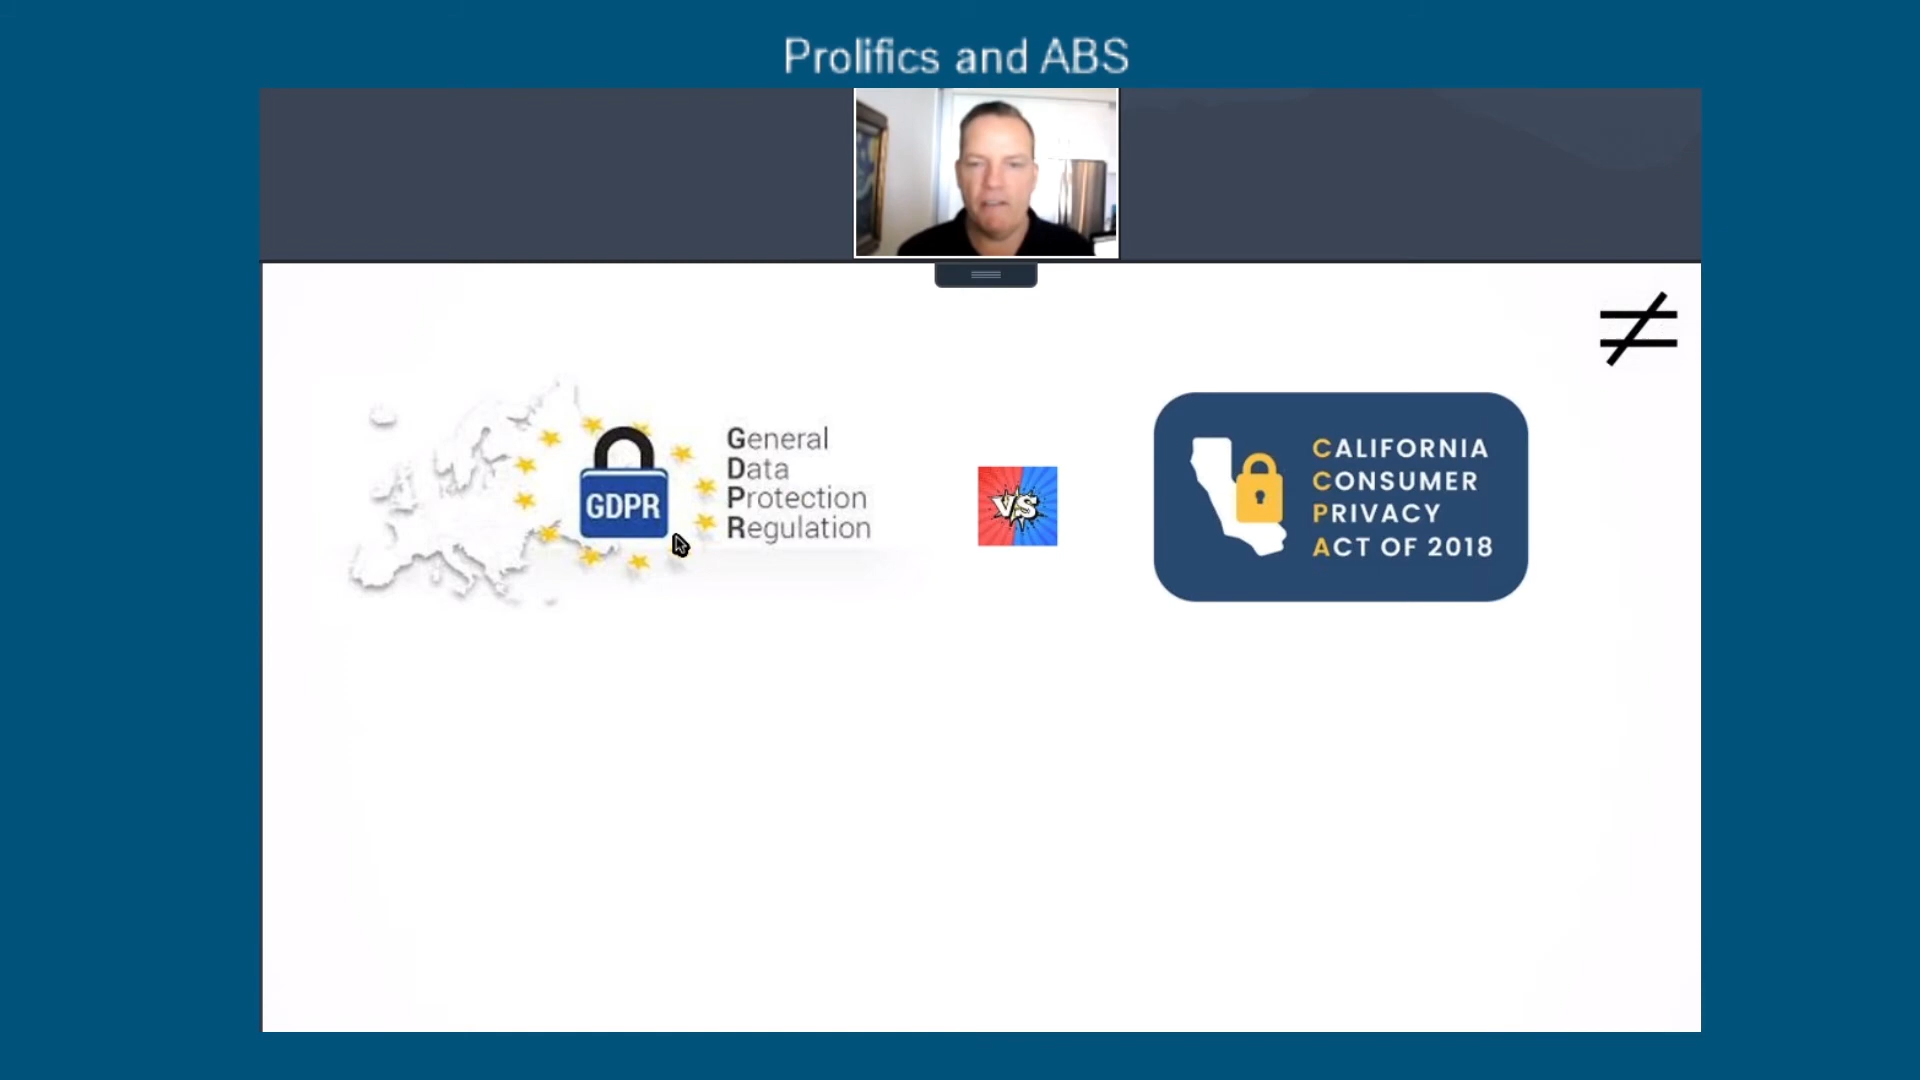 Prolifics and ABS
≠
GDPR
General
Data
Protection
Regulation
VS
CALIFORNIA
CONSUMER
PRIVACY
ACT OF 2018